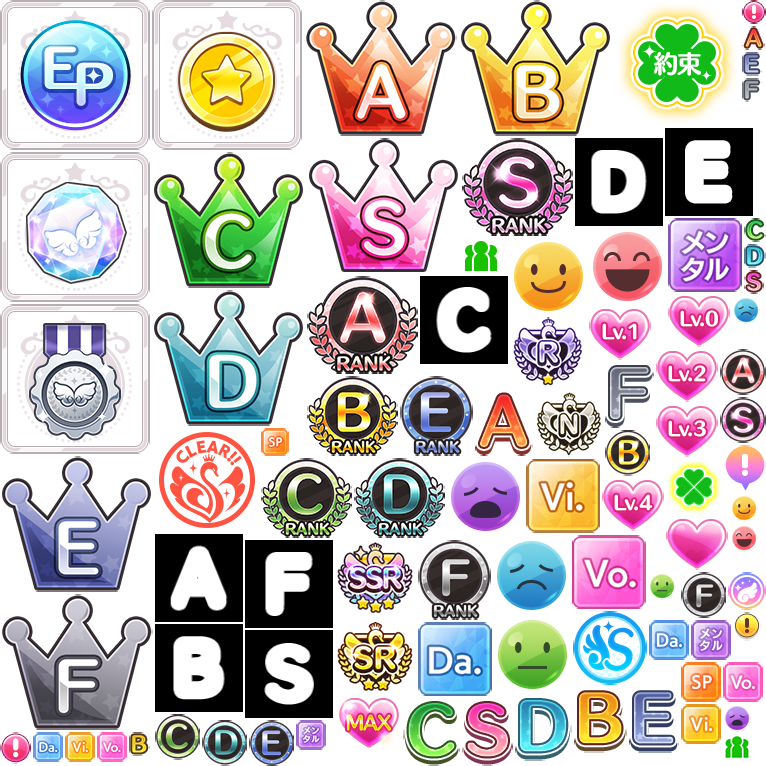 Ep
A
B
約束
!
A
E
F
C
S
S
RANK
D
E
メン
タル
C
D
S
D
A
RANK
C
R
Lv.1
Lv.0
Lv.2
A
F
B
RANK
E
RANK
A
N
Lv.3
S
CLEAR!!
SP
B
!
E
C
RANK
D
RANK
Vi.
Lv.4
A
F
SSR
F
RANK
Vo.
F
!
F
B
S
SR
Da.
S
Da.
メン
タル
SP
Vo.
MAX
C
S
D
B
E
Vi.
!
Da.
Vi.
Vo.
B
C
D
E
メン
タル